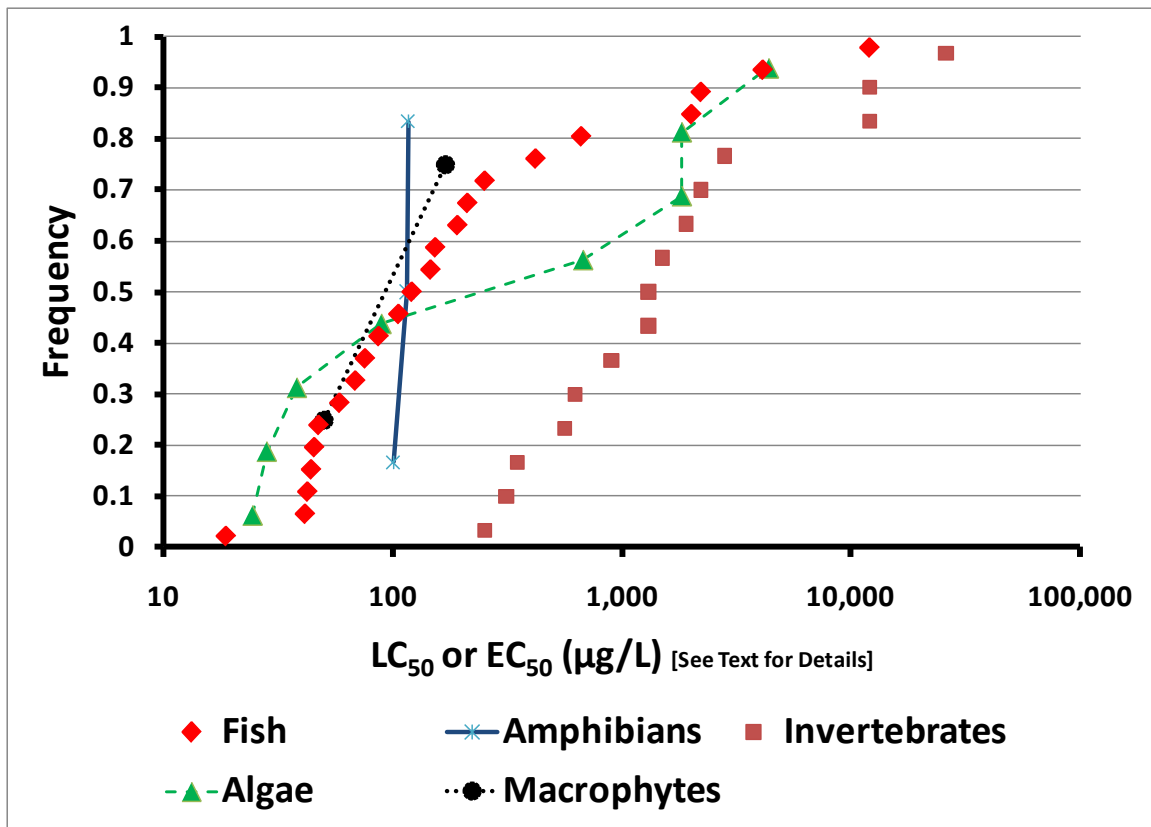 1
0.9
0.8
0.7
0.6
0.5
0.4
0.3
0.2
0.1
0
Frequency
10 100 1,000 10,000 100,000
LC50 or EC50 (µg/L) [See Text for Details]
Fish Amphibians Invertebrates
Algae Macrophytes